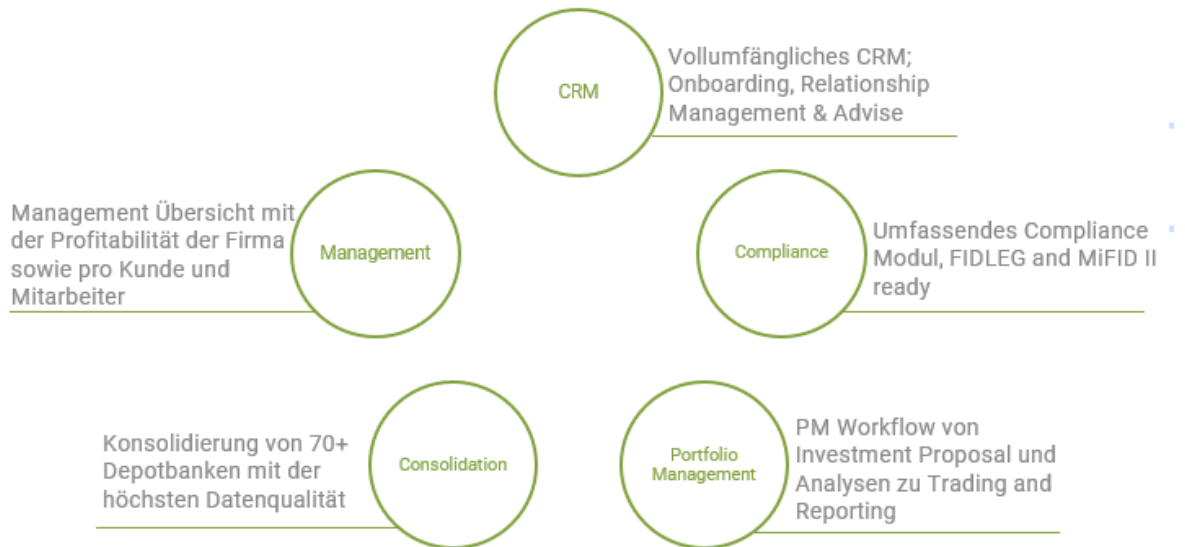 CRM
Vollumfängliches CRM;
Onboarding, Relationship
Management & Advise
Management Übersicht mit
der Profitabilität der Firma
sowie pro Kunde und
Mitarbeiter
Management
Compliance
Umfassendes Compliance
Modul, FIDLEG and MiFID II
ready
Konsolidierung von 70+
Depotbanken mit der
höchsten Datenqualität
Consolidation
Portfolio
Management
PM Workflow von
Investment Proposal und
Analysen zu Trading and
Reporting